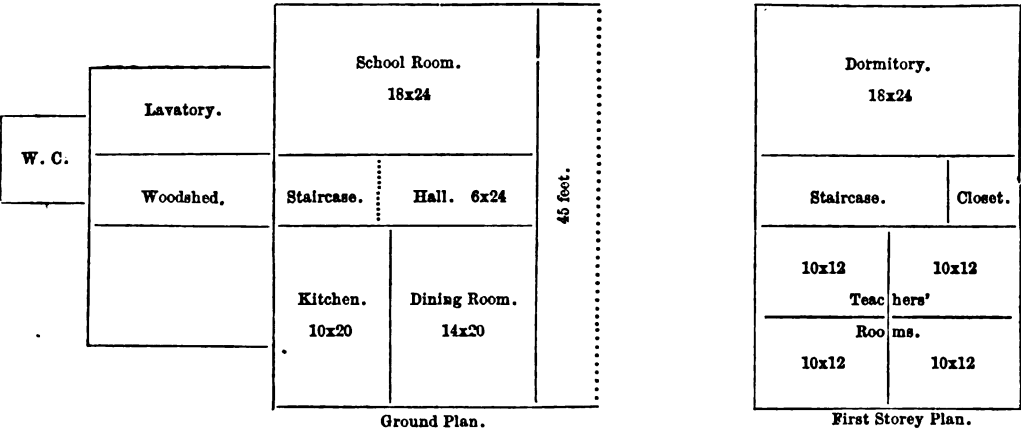 School Room.
18x24
Lavatory.
W. C.
Woodshed.
Staircase.
Hall. 6x24
45 feet.
Kitchen.
10x20
Dining Room.
14x20
Ground Plan.
Dormitory.
18x24
Staircase.
Closet.
10x12
10x12
Teachers'
Rooms.
10x12
10x12
First Storey Plan.